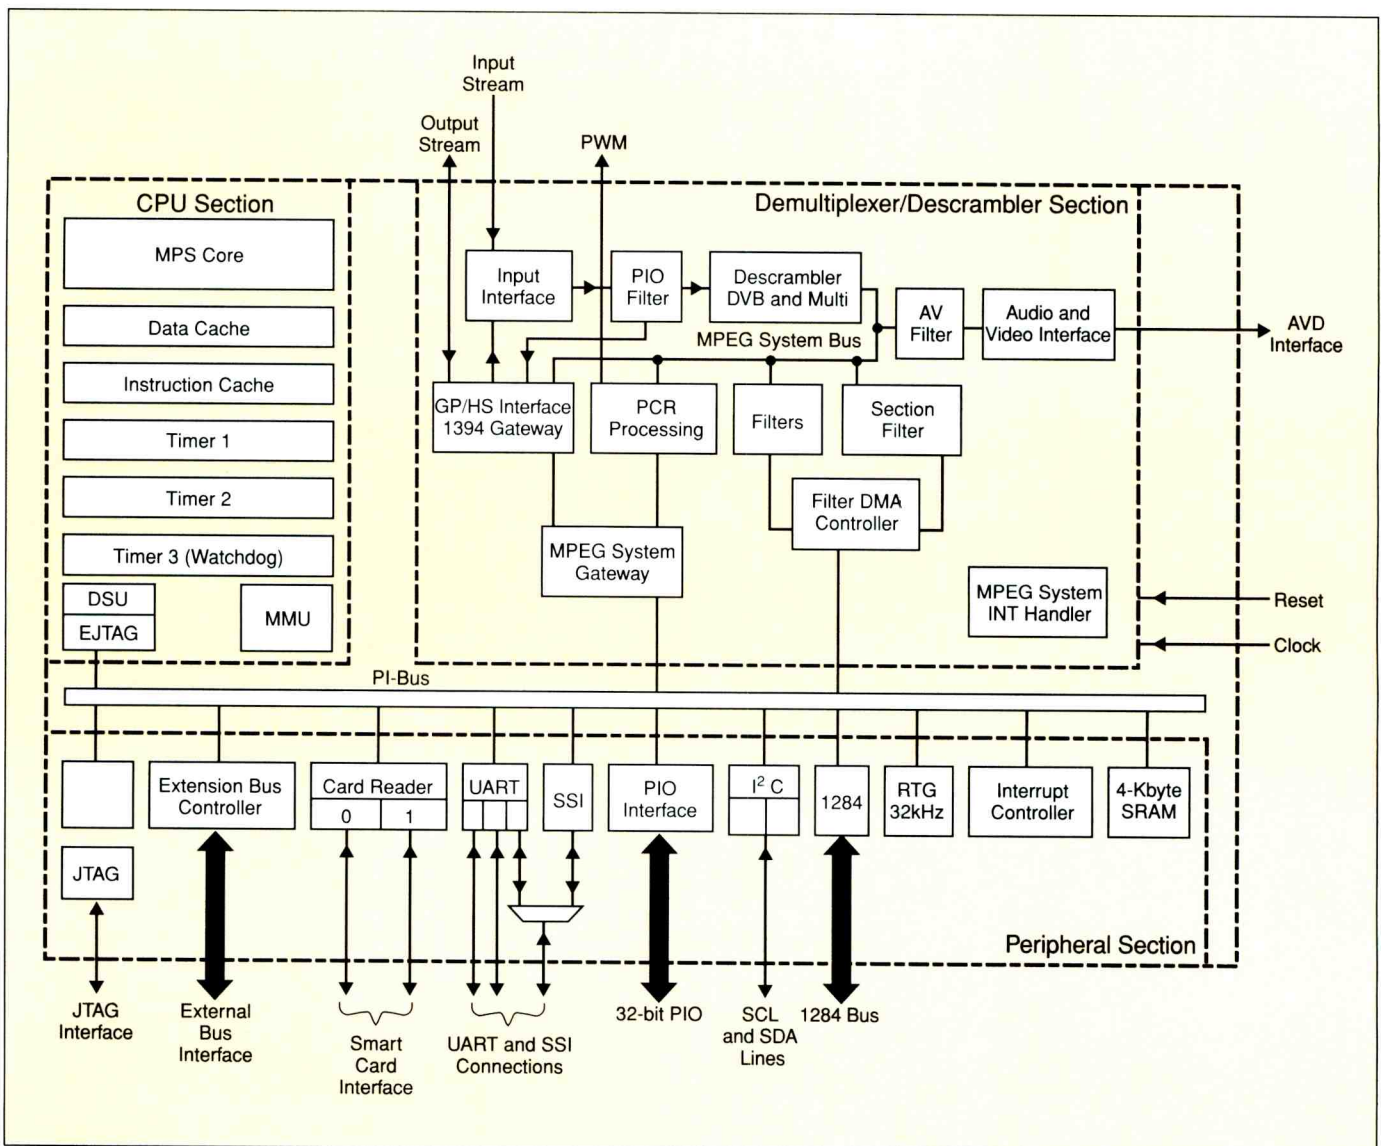 Input
Stream
Output
Stream
PWM
CPU Section
MPS Core
Data Cache
Instruction Cache
Timer 1
Timer 2
Timer 3 (Watchdog)
DSU
EJTAG
MMU
Demultiplexer/Descrambler Section
Input
Interface
PIO
Filter
Descrambler
DVB and Multi
MPEG System Bus
AV
Filter
Audio and
Video Interface
AVD
Interface
GP/HS Interface
1394 Gateway
PCR
Processing
Filters
Section
Filter
Filter DMA
Controller
MPEG System
Gateway
MPEG System
INT Handler
Reset
Clock
PI-Bus
Extension Bus
Controller
Card Reader
0 1
UART
SSI
PIO
Interface
I² C
1284
RTG
32kHz
Interrupt
Controller
4-Kbyte
SRAM
JTAG
Peripheral Section
JTAG
Interface
External
Bus
Interface
Smart
Card
Interface
UART and SSI
Connections
32-bit PIO
SCL
and SDA
Lines
1284 Bus